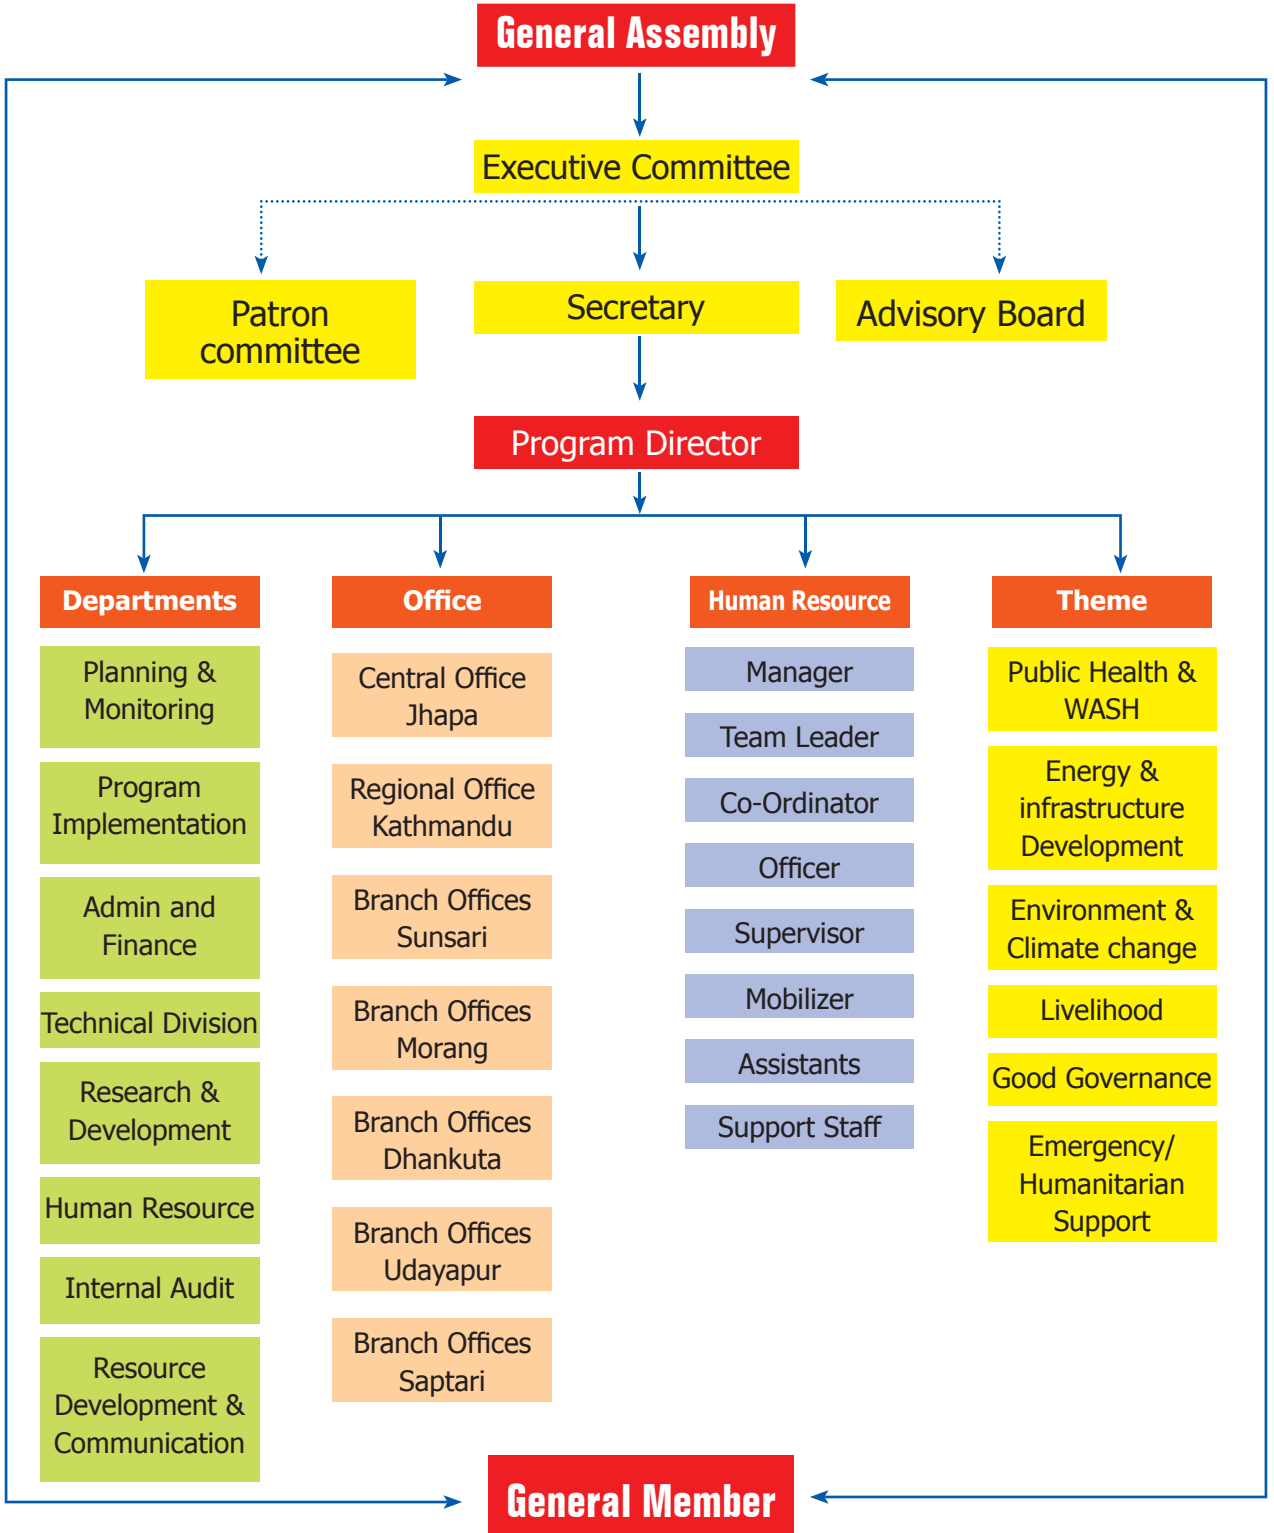 General Assembly
Executive Committee
Patron
committee
Secretary
Advisory Board
Program Director
Departments
Planning &
Monitoring
Program
Implementation
Admin and
Finance
Technical Division
Research &
Development
Human Resource
Internal Audit
Resource
Development &
Communication
Office
Central Office
Jhapa
Regional Office
Kathmandu
Branch Offices
Sunsari
Branch Offices
Morang
Branch Offices
Dhankuta
Branch Offices
Udayapur
Branch Offices
Saptari
Human Resource
Manager
Team Leader
Co-Ordinator
Officer
Supervisor
Mobilizer
Assistants
Support Staff
Theme
Public Health &
WASH
Energy &
infrastructure
Development
Environment &
Climate change
Livelihood
Good Governance
Emergency/
Humanitarian
Support
General Member